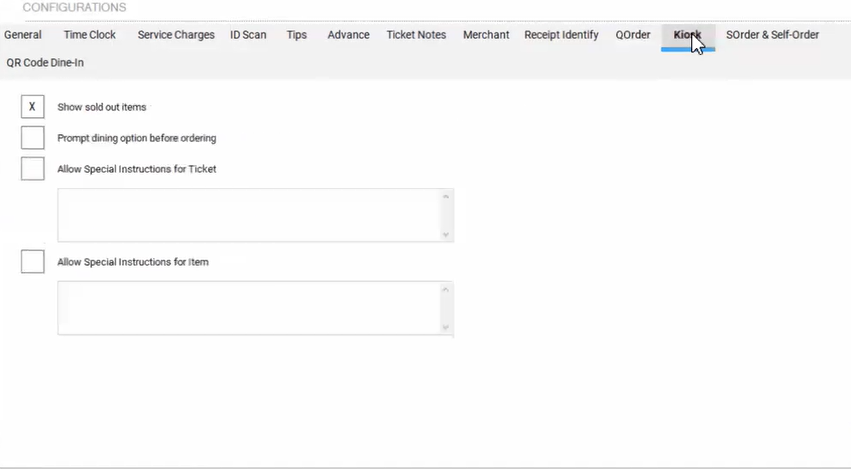 CONFIGURATIONS
General Time Clock Service Charges ID Scan Tips Advance Ticket Notes Merchant Receipt Identify QOrder Kiosk SOrder & Self-Order
QR Code Dine-In
X Show sold out items
Prompt dining option before ordering
Allow Special Instructions for Ticket
Allow Special Instructions for Item